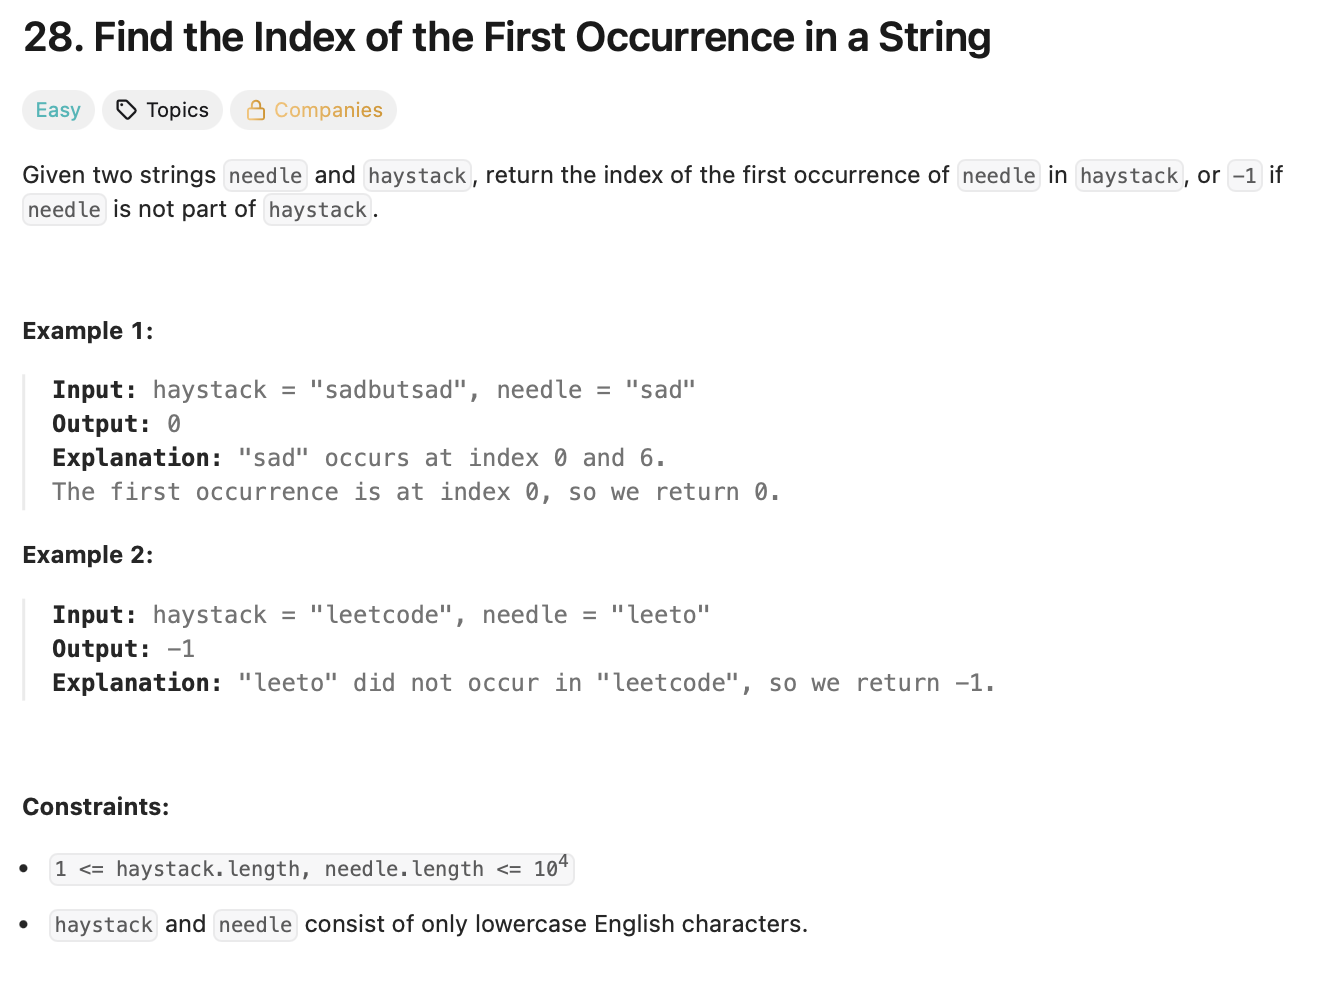 28. Find the Index of the First Occurrence in a String
Easy Topics Companies
Given two strings needle and haystack, return the index of the first occurrence of needle in haystack, or -1 if
needle is not part of haystack.
Example 1:
Input: haystack = "sadbutsad", needle = "sad"
Output: 0
Explanation: "sad" occurs at index 0 and 6.
The first occurrence is at index 0, so we return 0.
Example 2:
Input: haystack = "leetcode", needle = "leeto"
Output: -1
Explanation: "leeto" did not occur in "leetcode", so we return -1.
Constraints:
• 1 <= haystack.length, needle.length <= 10⁴
• haystack and needle consist of only lowercase English characters.